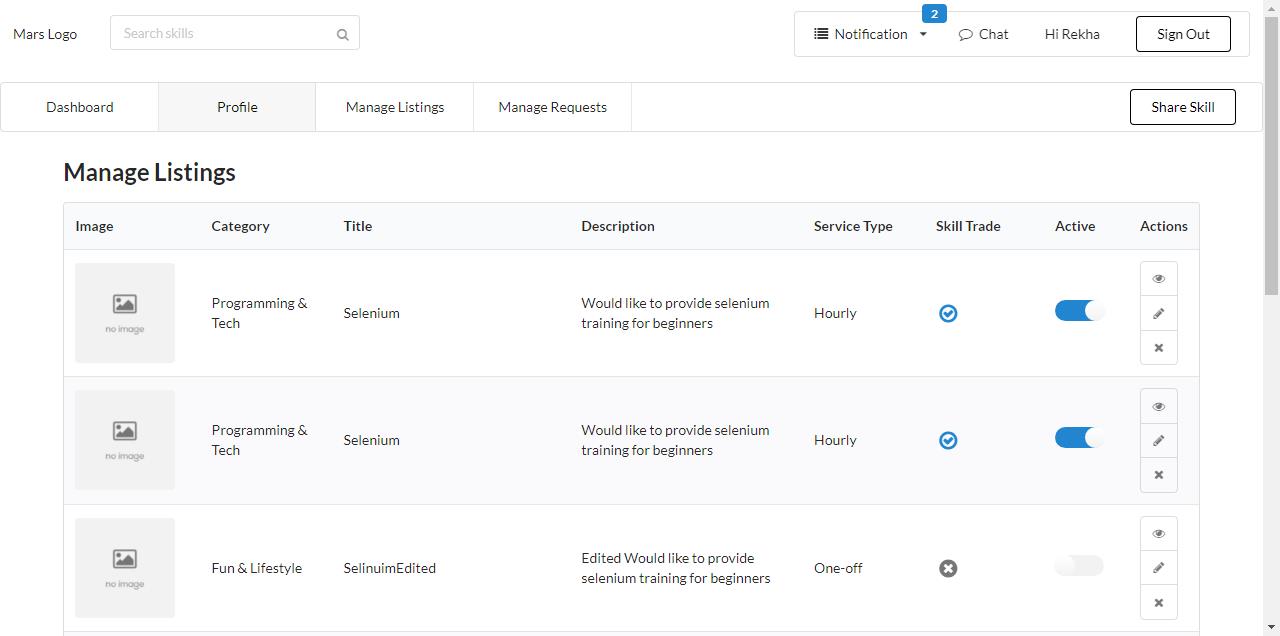 2
Mars Logo
Search skills
Notification
Chat
Hi Rekha
Sign Out
Dashboard
Profile
Manage Listings
Manage Requests
Share Skill
Manage Listings
Image Category Title Description Service Type Skill Trade Active Actions
no image
Programming &
Tech
Selenium
Would like to provide selenium
training for beginners
Hourly
no image
Programming &
Tech
Selenium
Would like to provide selenium
training for beginners
Hourly
no image
Fun & Lifestyle
SelinuimEdited
Edited Would like to provide
selenium training for beginners
One-off